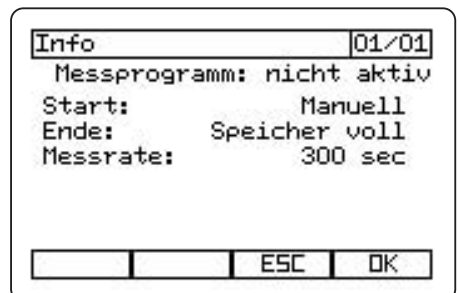 Info 01/01
Messprogramm: nicht aktiv
Start: Manuell
Ende: Speicher voll
Messrate: 300 sec
ESC OK